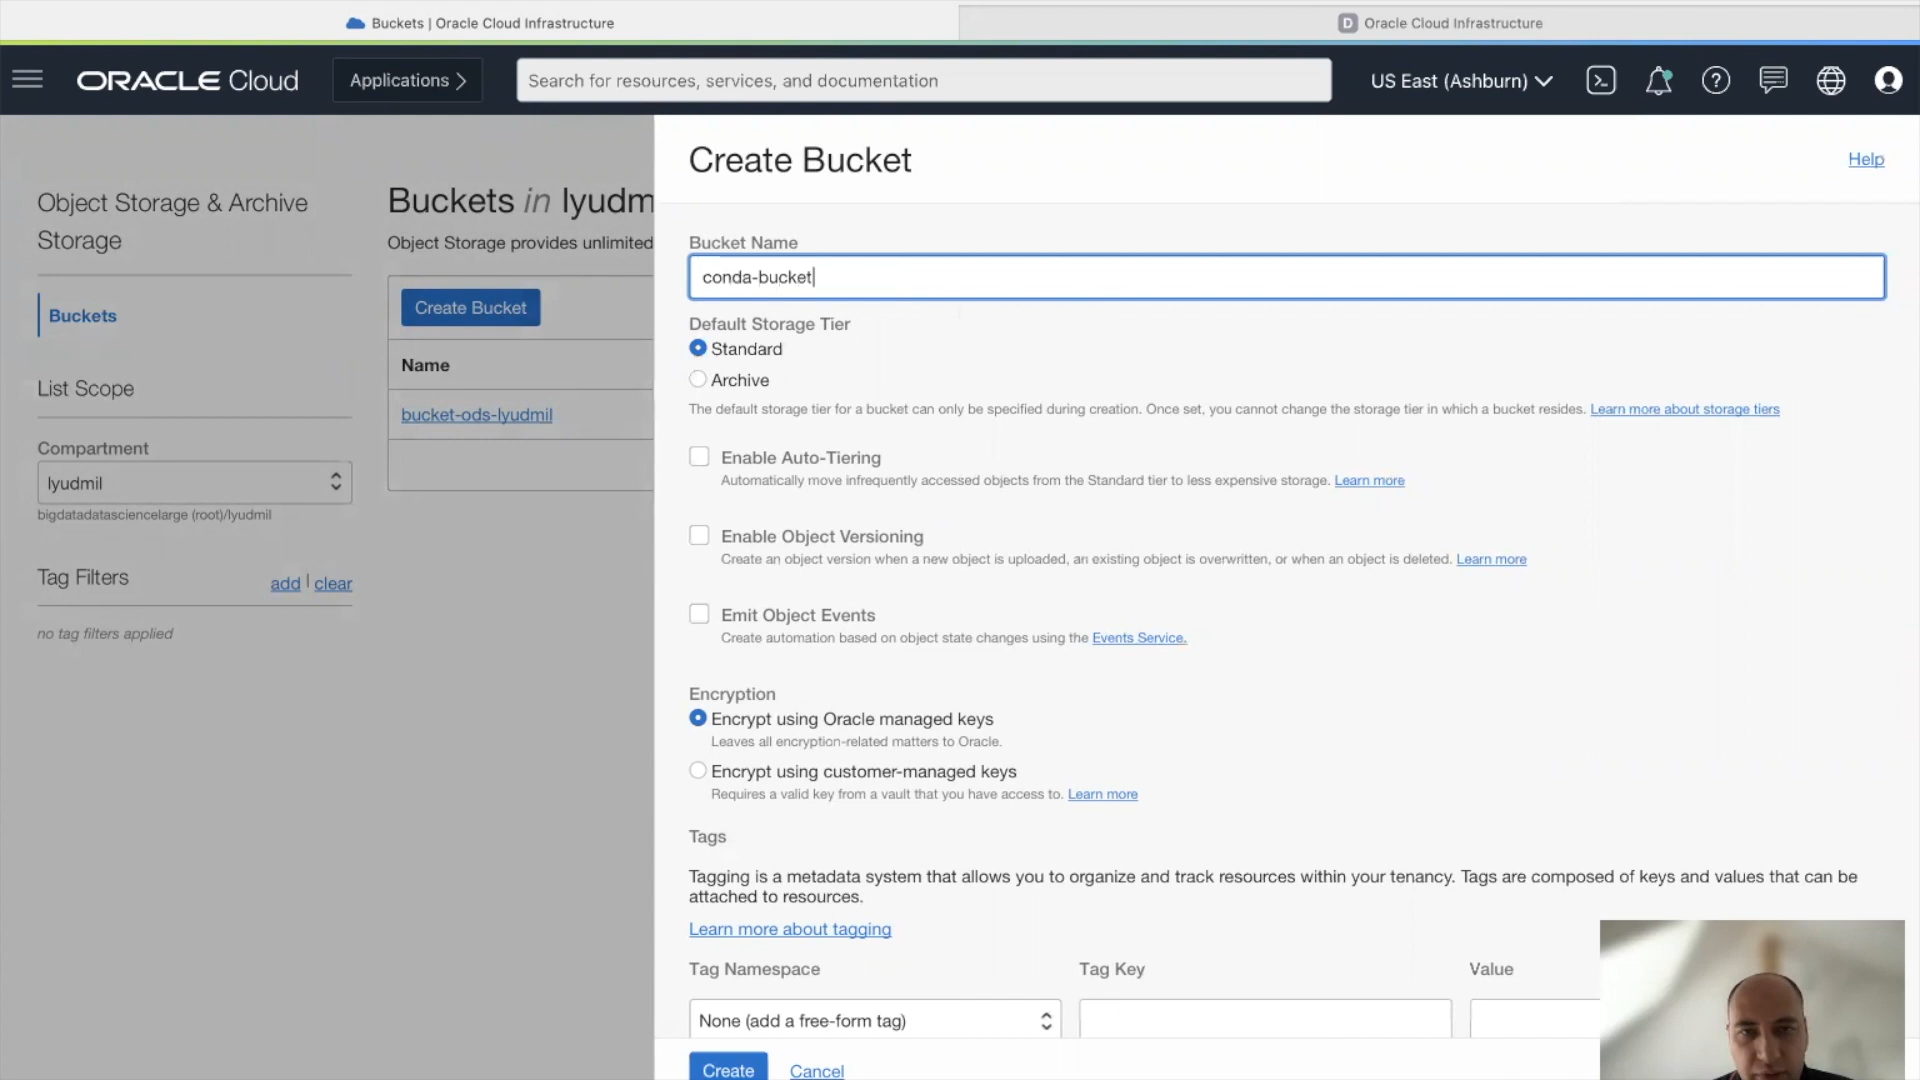 Buckets | Oracle Cloud Infrastructure
D Oracle Cloud Infrastructure
ORACLE Cloud
Applications
Search for resources, services, and documentation
US East (Ashburn)
Object Storage & Archive
Storage
Buckets
List Scope
Compartment
lyudmil
bigdatadatasciencelarge (root)/lyudmil
Tag Filters
add | clear
no tag filters applied
Buckets in lyudm
Object Storage provides unlimited
Create Bucket
Name
bucket-ods-lyudmil
Create Bucket
Help
Bucket Name
conda-bucket
Default Storage Tier
Standard
Archive
The default storage tier for a bucket can only be specified during creation. Once set, you cannot change the storage tier in which a bucket resides. Learn more about storage tiers
Enable Auto-Tiering
Automatically move infrequently accessed objects from the Standard tier to less expensive storage. Learn more
Enable Object Versioning
Create an object version when a new object is uploaded, an existing object is overwritten, or when an object is deleted. Learn more
Emit Object Events
Create automation based on object state changes using the Events Service.
Encryption
Encrypt using Oracle managed keys
Leaves all encryption-related matters to Oracle.
Encrypt using customer-managed keys
Requires a valid key from a vault that you have access to. Learn more
Tags
Tagging is a metadata system that allows you to organize and track resources within your tenancy. Tags are composed of keys and values that can be
attached to resources.
Learn more about tagging
Tag Namespace
Tag Key
Value
None (add a free-form tag)
Create
Cancel